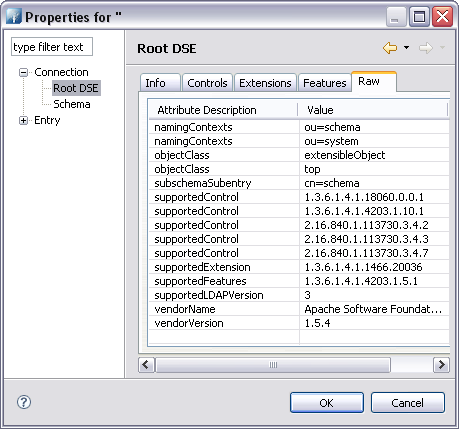 Properties for "
type filter text
Connection
Root DSE
Schema
Entry
Root DSE
Info Controls Extensions Features Raw
Attribute Description Value
namingContexts ou=schema
namingContexts ou=system
objectClass extensibleObject
objectClass top
subschemaSubentry cn=schema
supportedControl 1.3.6.1.4.1.18060.0.0.1
supportedControl 1.3.6.1.4.1.4203.1.10.1
supportedControl 2.16.840.1.113730.3.4.2
supportedControl 2.16.840.1.113730.3.4.3
supportedControl 2.16.840.1.113730.3.4.7
supportedExtension 1.3.6.1.4.1.1466.20036
supportedFeatures 1.3.6.1.4.1.4203.1.5.1
supportedLDAPVersion 3
vendorName Apache Software Foundat...
vendorVersion 1.5.4
? OK Cancel